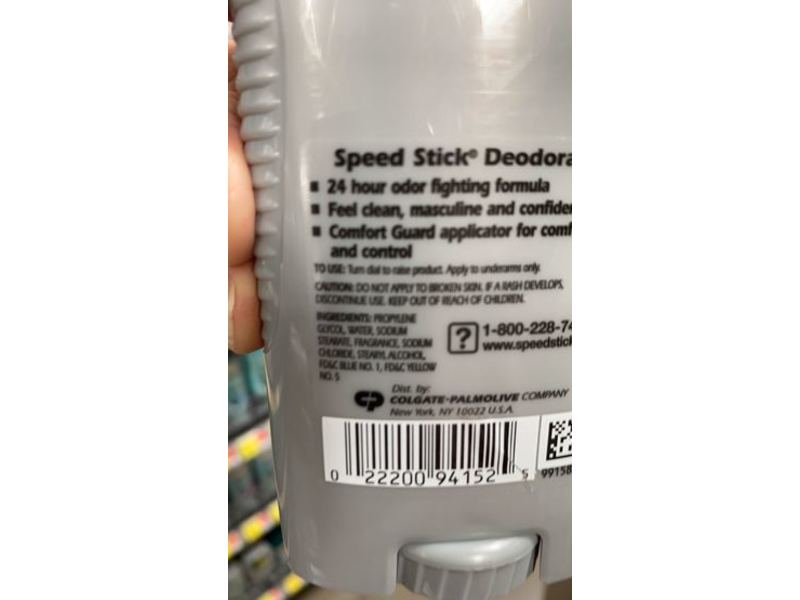 Speed Stick® Deodora
■ 24 hour odor fighting formula
■ Feel clean, masculine and confiden
■ Comfort Guard applicator for comf
and control
TO USE: Turn dial to raise product. Apply to underarms only.
CAUTION: DO NOT APPLY TO BROKEN SKIN. IF A RASH DEVELOPS,
DISCONTINUE USE. KEEP OUT OF REACH OF CHILDREN.
INGREDIENTS: PROPYLENE
GLYCOL, WATER, SODIUM
STEARATE, FRAGRANCE, SODIUM
CHLORIDE, STEARYL ALCOHOL,
FD&C BLUE NO. 1, FD&C YELLOW
NO. 5
? 1-800-228-74
www.speedstick
Dist. by:
CP COLGATE-PALMOLIVE COMPANY
New York, NY 10022 U.S.A.
0 22200 94152 5
99158